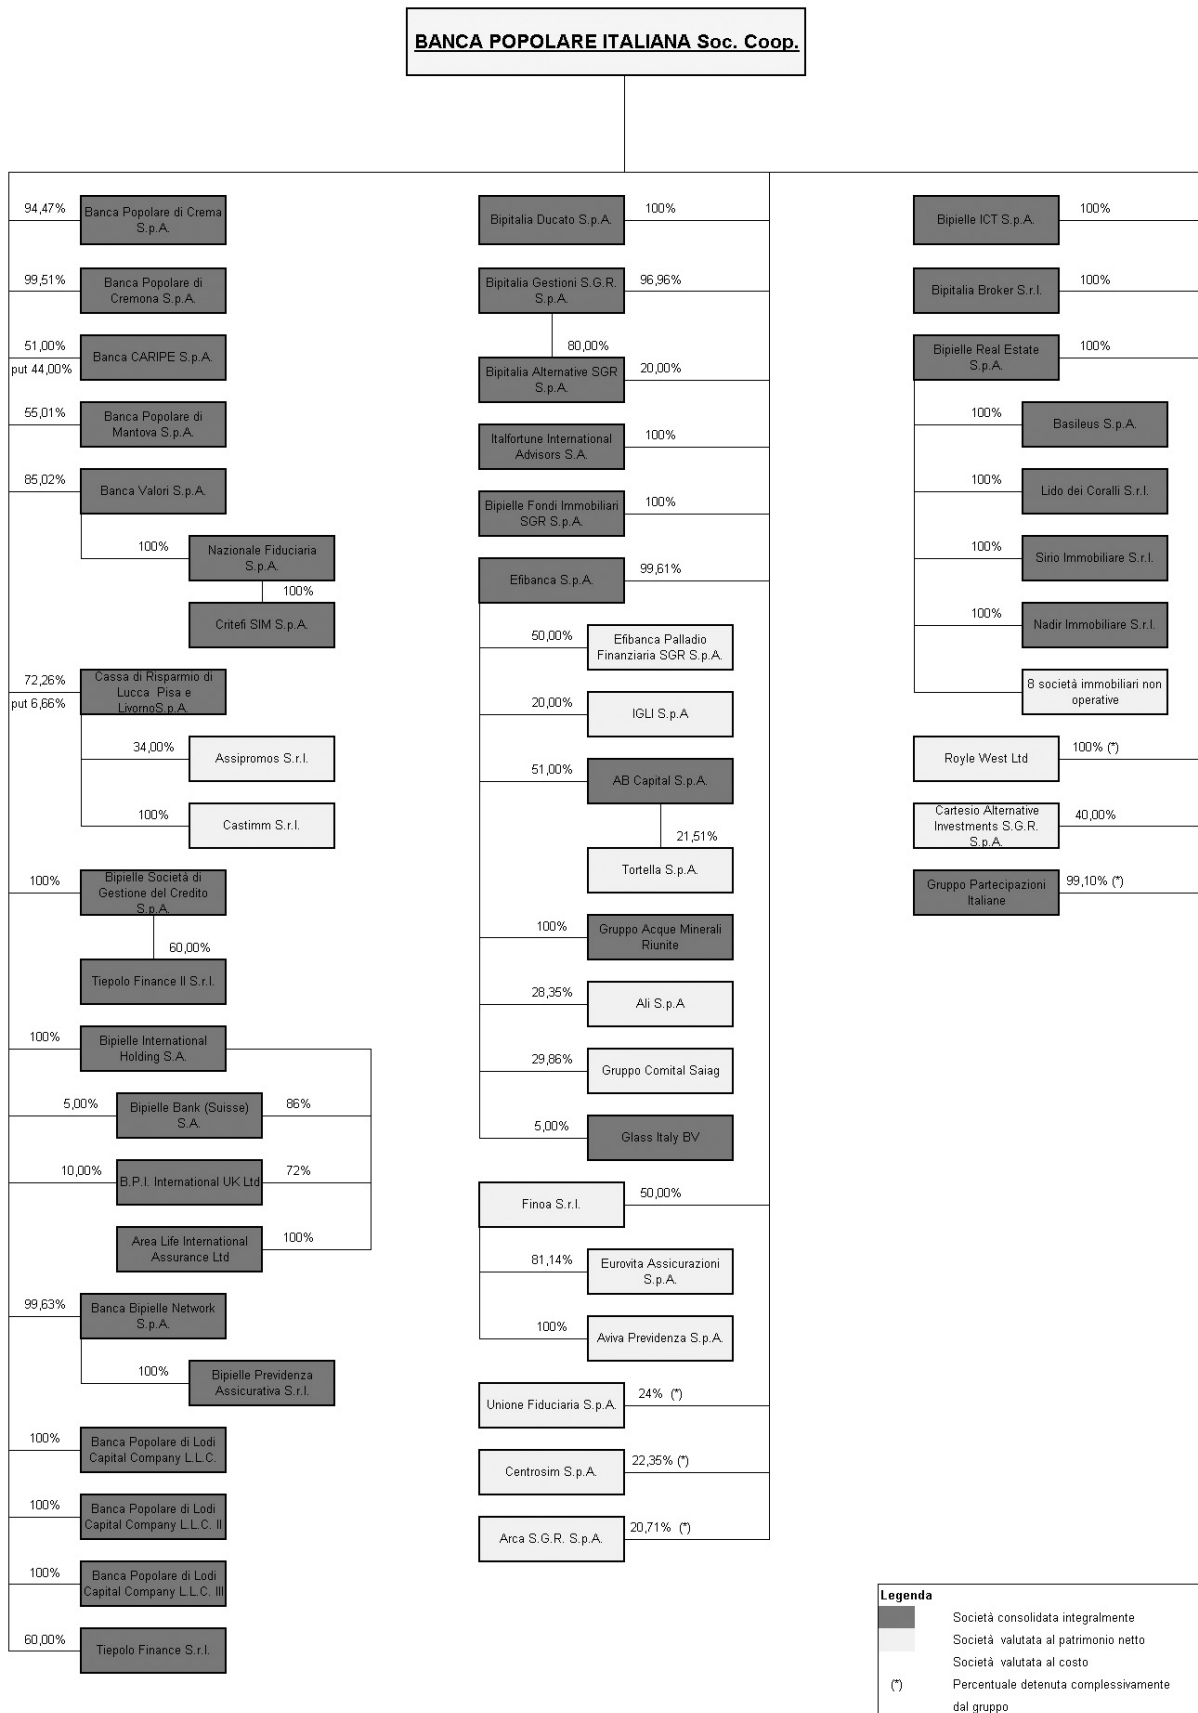 BANCA POPOLARE ITALIANA Soc. Coop.
94,47%
Banca Popolare di Crema
S.p.A.
99,51%
Banca Popolare di
Cremona S.p.A.
51,00%
put 44,00%
Banca CARIPE S.p.A.
55,01%
Banca Popolare di
Mantova S.p.A.
85,02%
Banca Valori S.p.A.
100%
Nazionale Fiduciaria
S.p.A.
100%
Critefi SIM S.p.A.
72,26%
put 6,66%
Cassa di Risparmio di
Lucca Pisa e
LivornoS.p.A.
34,00%
Assipromos S.r.l.
100%
Castimm S.r.l.
100%
Bipielle Società di
Gestione del Credito
S.p.A.
60,00%
Tiepolo Finance II S.r.l.
100%
Bipielle International
Holding S.A.
5,00%
Bipielle Bank (Suisse)
S.A.
86%
10,00%
B.P.I. International UK Ltd
72%
Area Life International
Assurance Ltd
100%
99,63%
Banca Bipielle Network
S.p.A.
100%
Bipielle Previdenza
Assicurativa S.r.l.
100%
Banca Popolare di Lodi
Capital Company L.L.C.
100%
Banca Popolare di Lodi
Capital Company L.L.C. II
100%
Banca Popolare di Lodi
Capital Company L.L.C. III
60,00%
Tiepolo Finance S.r.l.
Bipitalia Ducato S.p.A.
100%
Bipitalia Gestioni S.G.R.
S.p.A.
96,96%
80,00%
Bipitalia Alternative SGR
S.p.A.
20,00%
Italfortune International
Advisors S.A.
100%
Bipielle Fondi Immobiliari
SGR S.p.A.
100%
Efibanca S.p.A.
99,61%
50,00%
Efibanca Palladio
Finanziaria SGR S.p.A.
20,00%
IGLI S.p.A
51,00%
AB Capital S.p.A.
21,51%
Tortella S.p.A.
100%
Gruppo Acque Minerali
Riunite
28,35%
Ali S.p.A
29,86%
Gruppo Comital Saiag
5,00%
Glass Italy BV
Finoa S.r.l.
50,00%
81,14%
Eurovita Assicurazioni
S.p.A.
100%
Aviva Previdenza S.p.A.
Unione Fiduciaria S.p.A.
24% (*)
Centrosim S.p.A.
22,35% (*)
Arca S.G.R. S.p.A.
20,71% (*)
Bipielle ICT S.p.A.
100%
Bipitalia Broker S.r.l.
100%
Bipielle Real Estate
S.p.A.
100%
100%
Basileus S.p.A.
100%
Lido dei Coralli S.r.l.
100%
Sirio Immobiliare S.r.l.
100%
Nadir Immobiliare S.r.l.
8 società immobiliari non
operative
Royle West Ltd
100% (*)
Cartesio Alternative
Investments S.G.R.
S.p.A.
40,00%
Gruppo Partecipazioni
Italiane
99,10% (*)
Legenda
Società consolidata integralmente
Società valutata al patrimonio netto
Società valutata al costo
(*) Percentuale detenuta complessivamente
dal gruppo